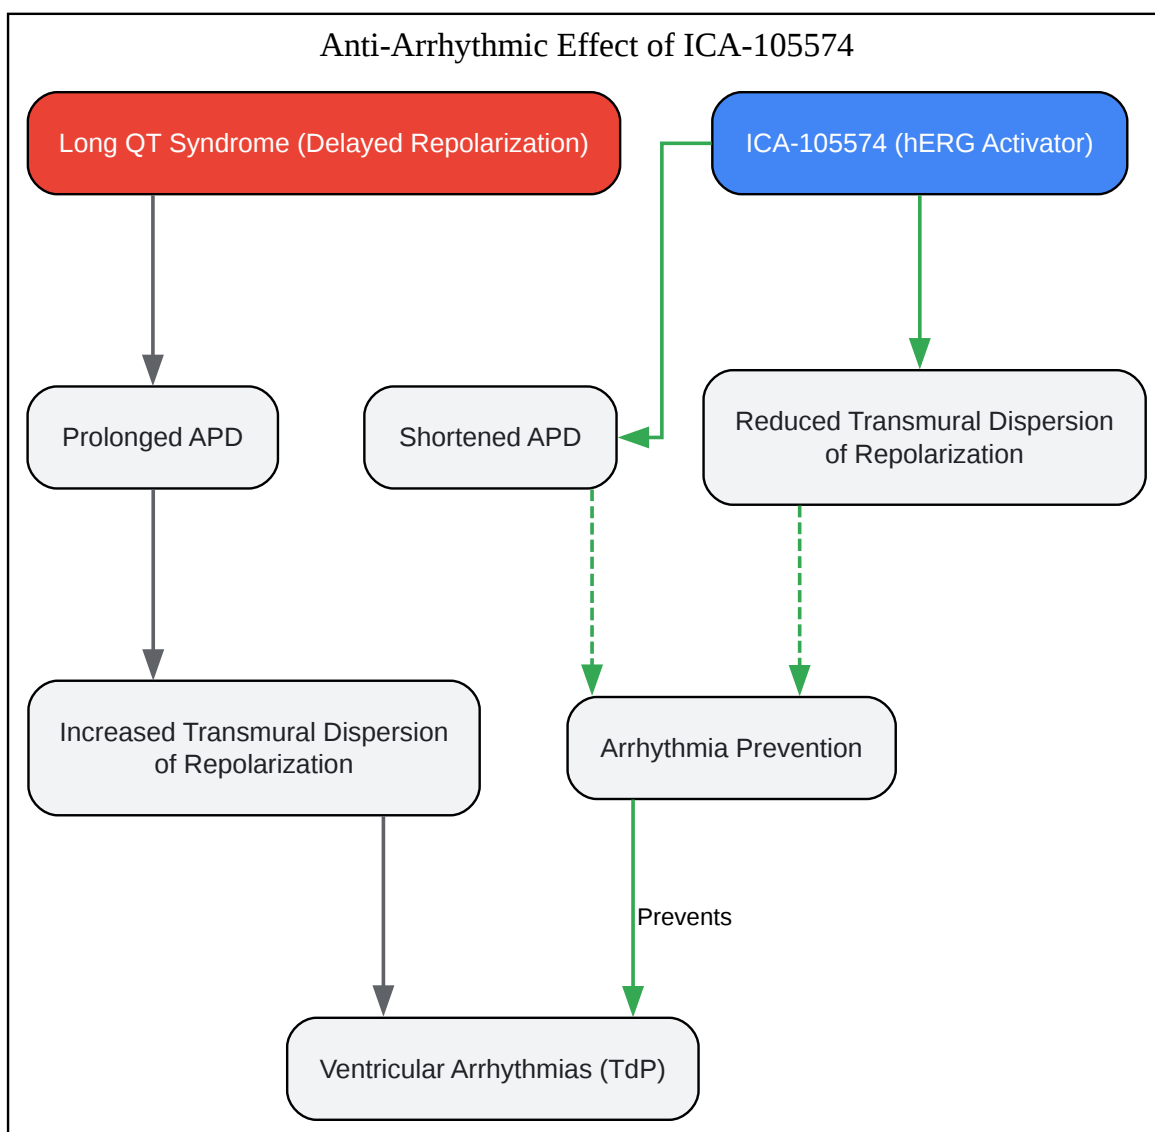 Anti-Arrhythmic Effect of ICA-105574
Long QT Syndrome (Delayed Repolarization)
ICA-105574 (hERG Activator)
Prolonged APD
Shortened APD
Reduced Transmural Dispersion
of Repolarization
Increased Transmural Dispersion
of Repolarization
Arrhythmia Prevention
Prevents
Ventricular Arrhythmias (TdP)